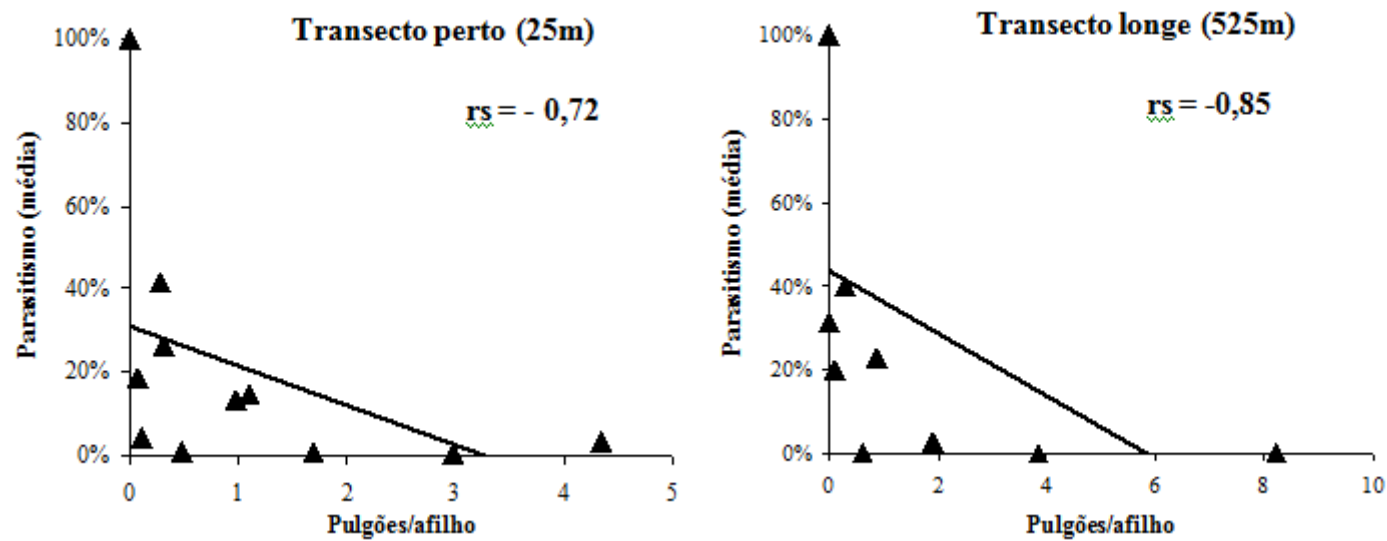 Transecto perto (25m)
rs = - 0,72
Parasitismo (média)
100%
80%
60%
40%
20%
0%
0 1 2 3 4 5
Pulgões/afilho
Transecto longe (525m)
rs = -0,85
Parasitismo (média)
100%
80%
60%
40%
20%
0%
0 2 4 6 8 10
Pulgões/afilho